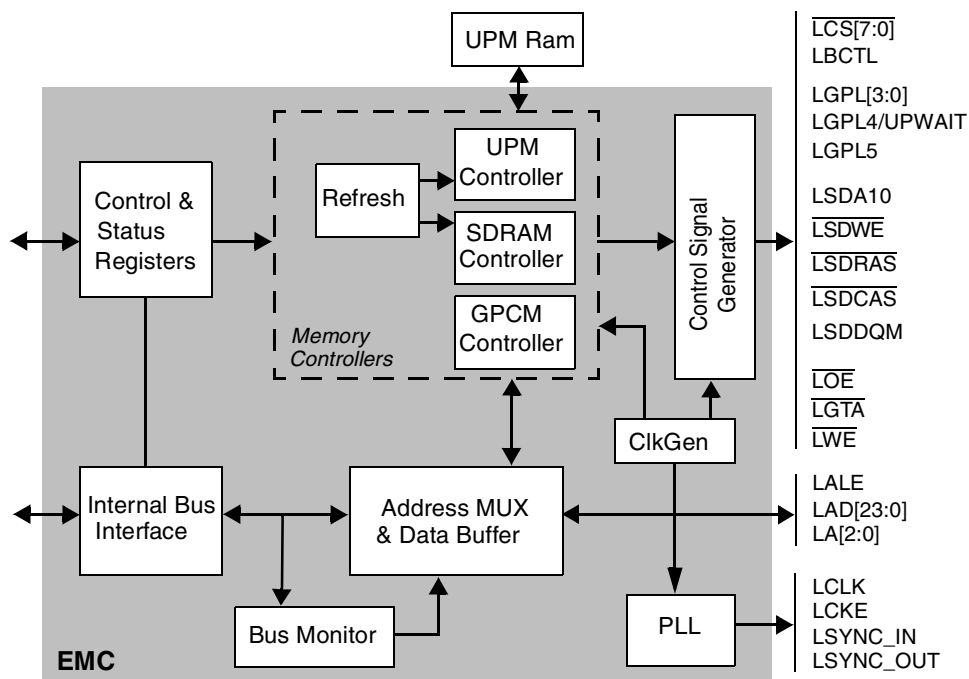 UPM Ram
Control &
Status
Registers
Refresh
UPM
Controller
SDRAM
Controller
GPCM
Controller
Memory
Controllers
Control Signal
Generator
ClkGen
Internal Bus
Interface
Address MUX
& Data Buffer
Bus Monitor
PLL
EMC
LCS[7:0]
LBCTL
LGPL[3:0]
LGPL4/UPWAIT
LGPL5
LSDA10
LSDWE
LSDRAS
LSDCAS
LSDDQM
LOE
LGTA
LWE
LALE
LAD[23:0]
LA[2:0]
LCLK
LCKE
LSYNC_IN
LSYNC_OUT